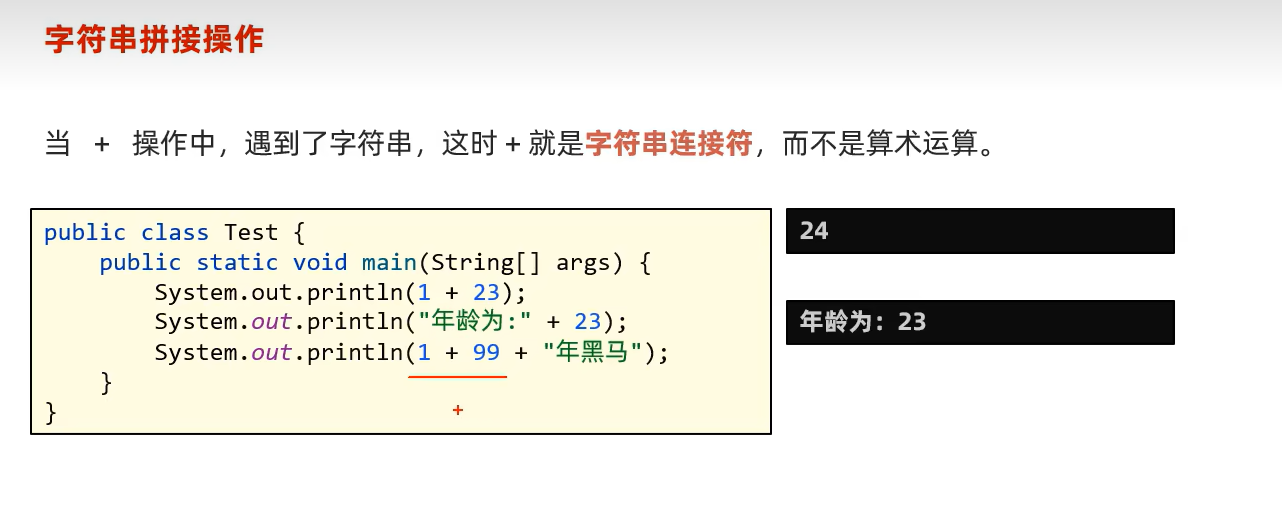 字符串拼接操作
当 + 操作中，遇到了字符串，这时 + 就是字符串连接符，而不是算术运算。
public class Test {
    public static void main(String[] args) {
        System.out.println(1 + 23);
        System.out.println("年龄为:" + 23);
        System.out.println(1 + 99 + "年黑马");
    }
+
}
24
年龄为：23